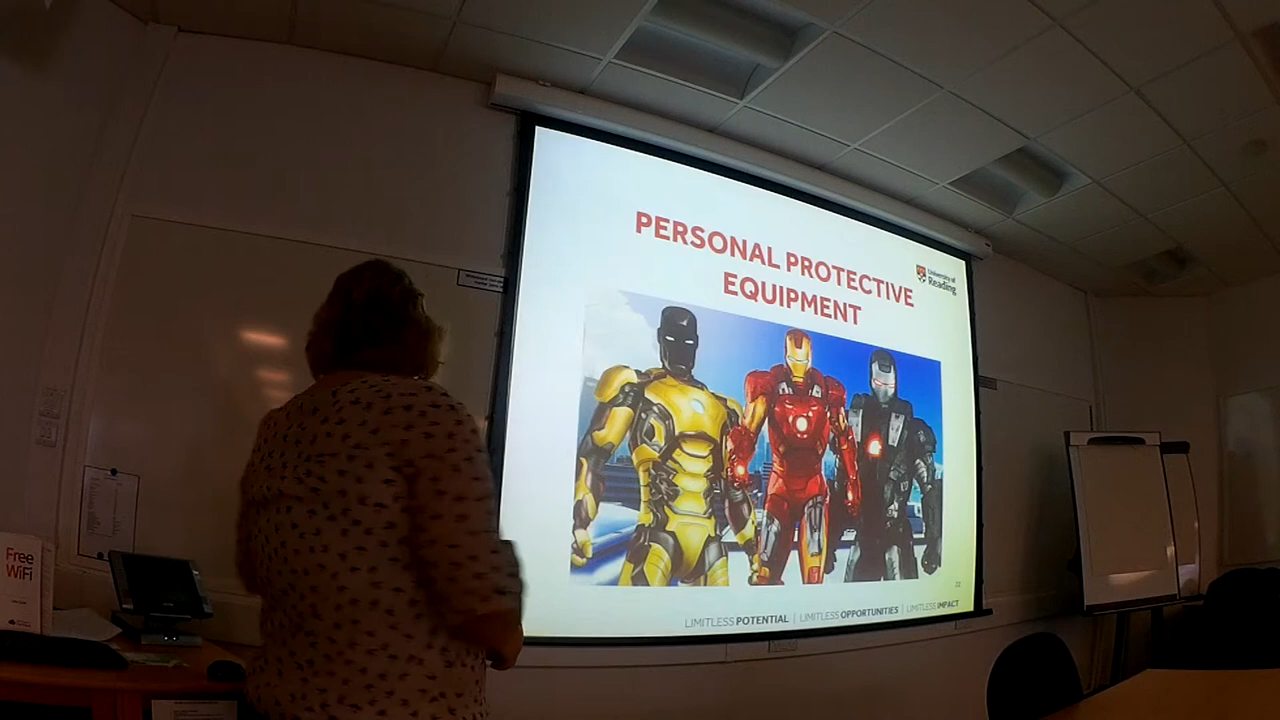 PERSONAL PROTECTIVE
EQUIPMENT
University of
Reading
LIMITLESS POTENTIAL | LIMITLESS OPPORTUNITIES | LIMITLESS IMPACT
Free
WiFi